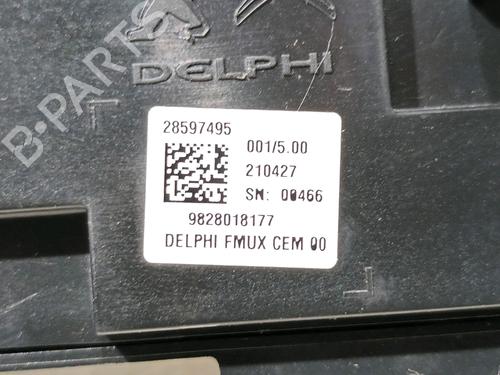 B-PARTS
DELPHI
28597495
001/5.00
210427
SN: 00466
9828018177
DELPHI FMUX CEM 00